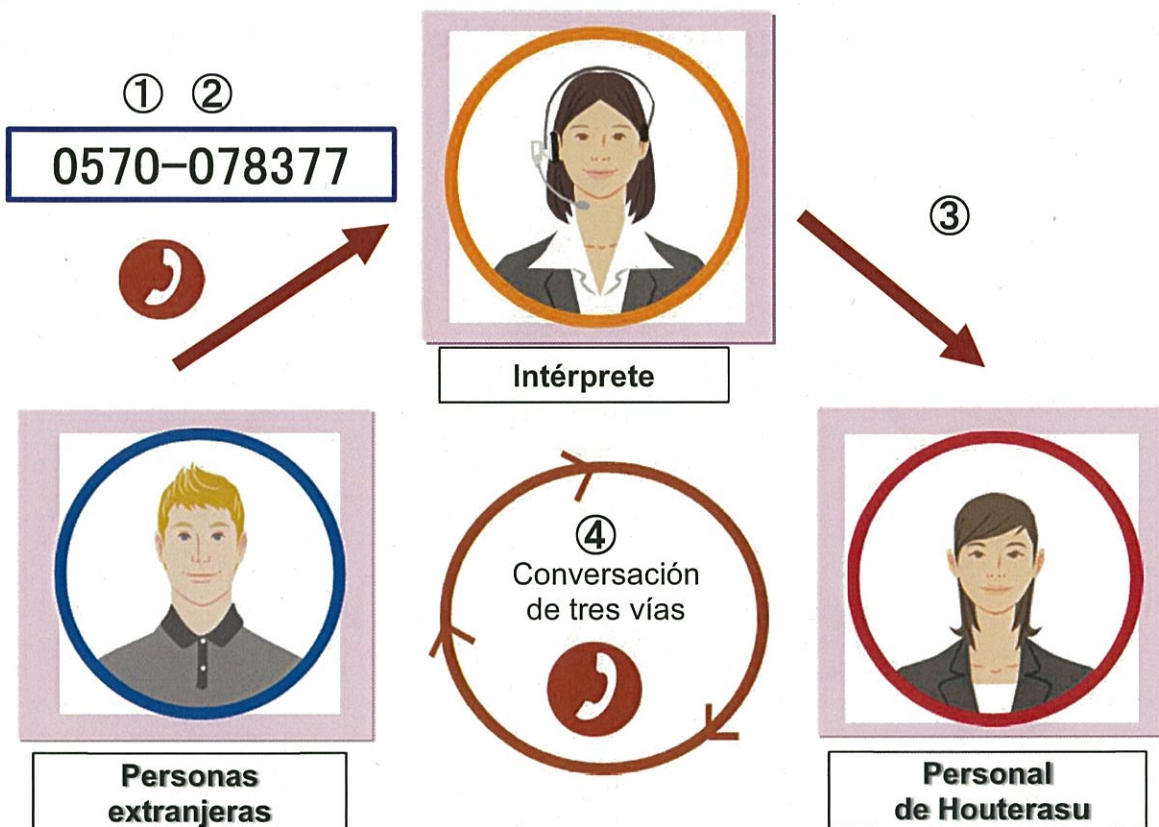 ① ②
0570-078377
③
Intérprete
④
Conversación
de tres vías
Personas
extranjeras
Personal
de Houterasu